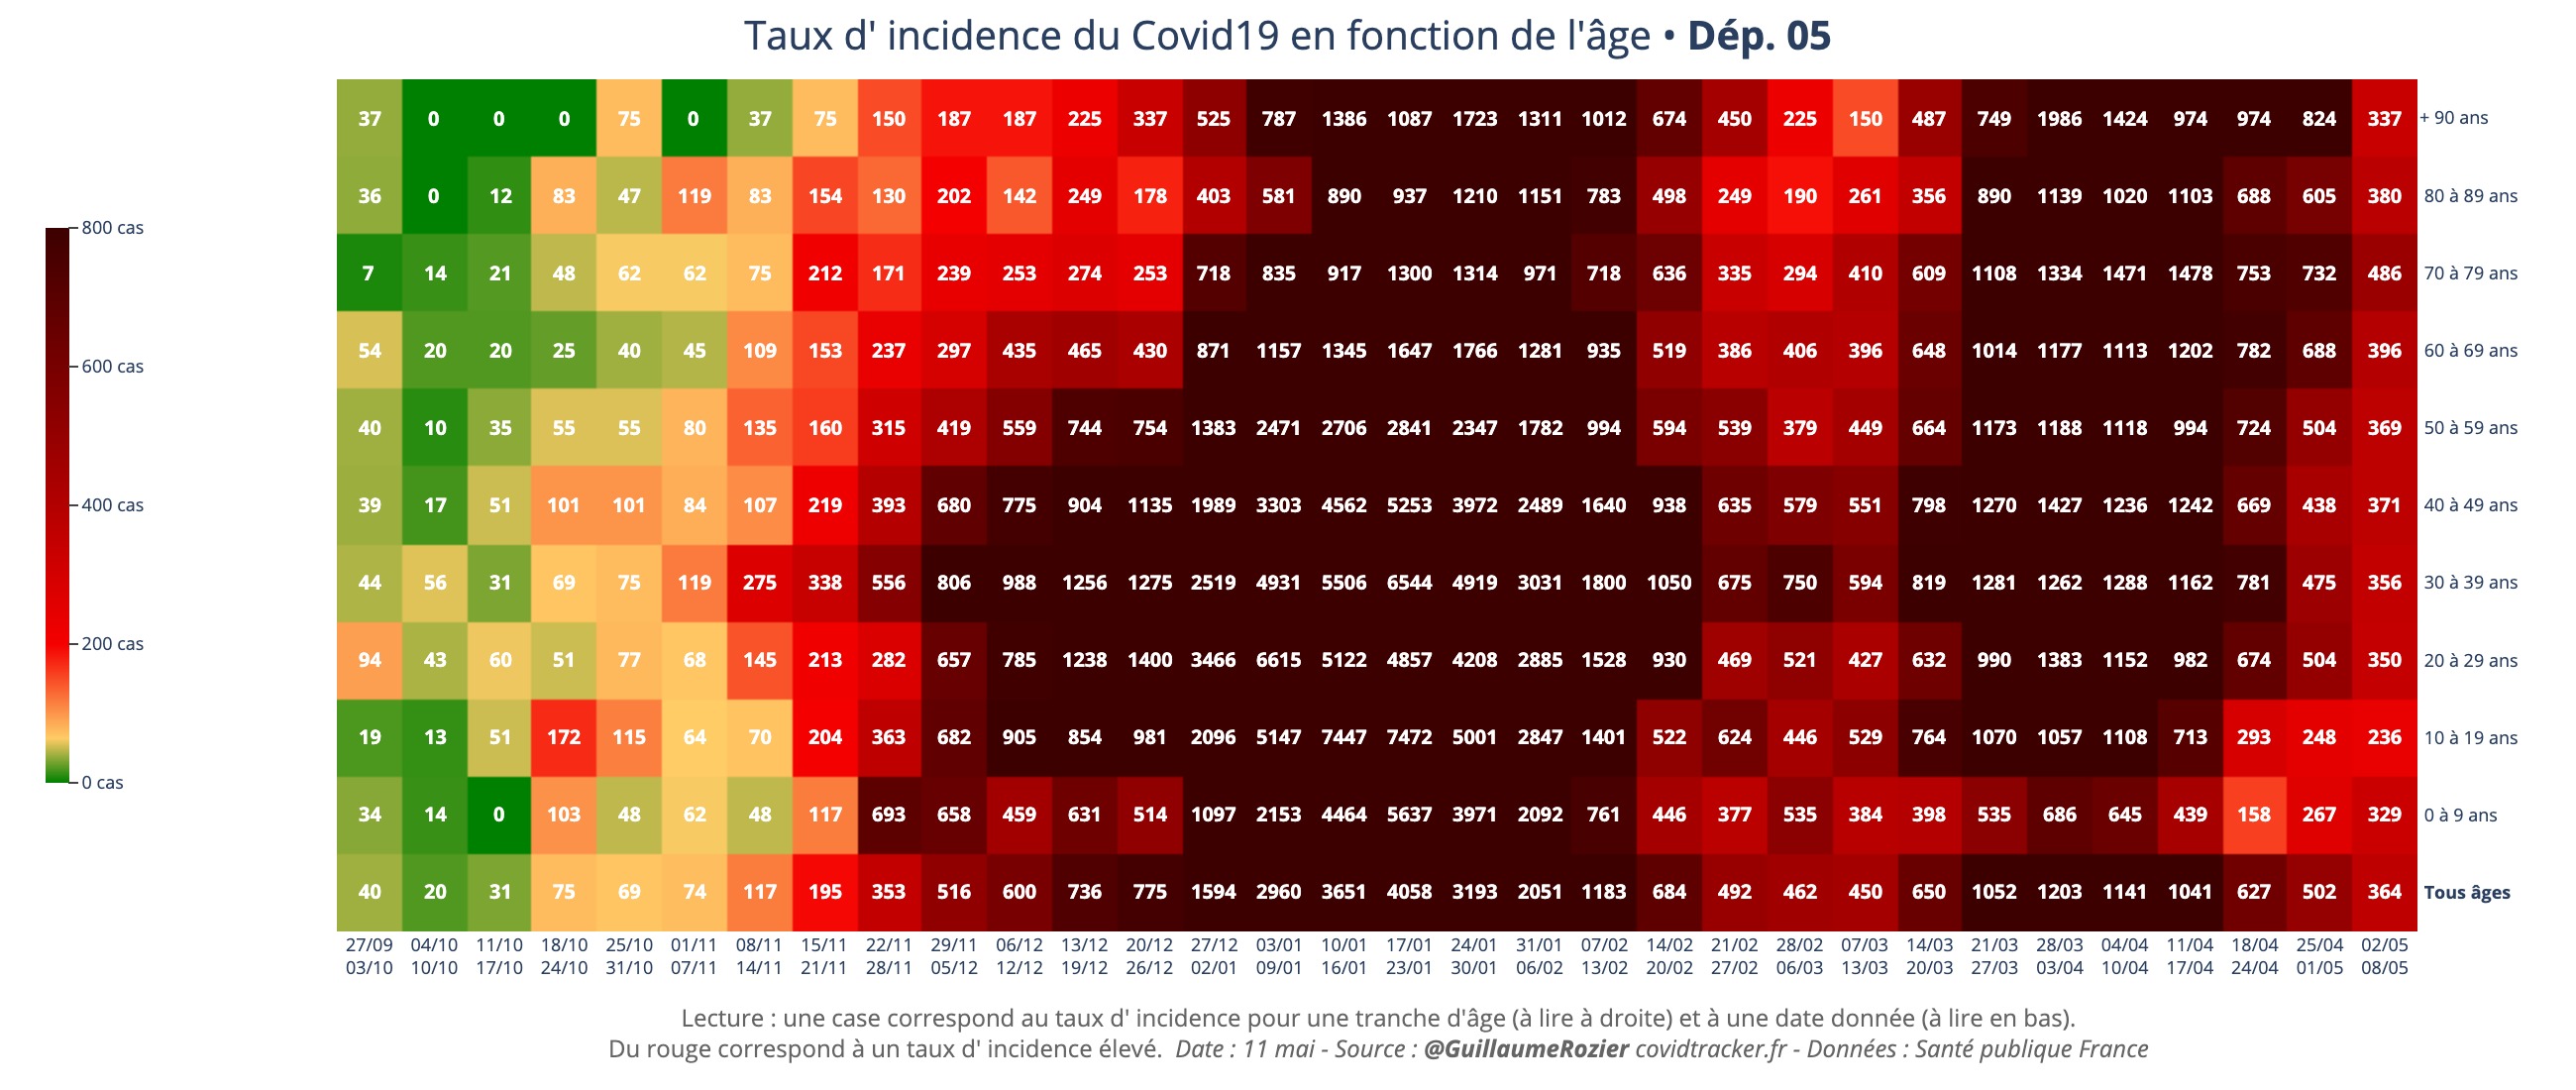 Taux d' incidence du Covid19 en fonction de l'âge • Dép. 05
800 cas
600 cas
400 cas
200 cas
0 cas
37 0 0 0 75 0 37 75 150 187 187 225 337 525 787 1386 1087 1723 1311 1012 674 450 225 150 487 749 1986 1424 974 974 824 337 + 90 ans
36 0 12 83 47 119 83 154 130 202 142 249 178 403 581 890 937 1210 1151 783 498 249 190 261 356 890 1139 1020 1103 688 605 380 80 à 89 ans
7 14 21 48 62 62 75 212 171 239 253 274 253 718 835 917 1300 1314 971 718 636 335 294 410 609 1108 1334 1471 1478 753 732 486 70 à 79 ans
54 20 20 25 40 45 109 153 237 297 435 465 430 871 1157 1345 1647 1766 1281 935 519 386 406 396 648 1014 1177 1113 1202 782 688 396 60 à 69 ans
40 10 35 55 55 80 135 160 315 419 559 744 754 1383 2471 2706 2841 2347 1782 994 594 539 379 449 664 1173 1188 1118 994 724 504 369 50 à 59 ans
39 17 51 101 101 84 107 219 393 680 775 904 1135 1989 3303 4562 5253 3972 2489 1640 938 635 579 551 798 1270 1427 1236 1242 669 438 371 40 à 49 ans
44 56 31 69 75 119 275 338 556 806 988 1256 1275 2519 4931 5506 6544 4919 3031 1800 1050 675 750 594 819 1281 1262 1288 1162 781 475 356 30 à 39 ans
94 43 60 51 77 68 145 213 282 657 785 1238 1400 3466 6615 5122 4857 4208 2885 1528 930 469 521 427 632 990 1383 1152 982 674 504 350 20 à 29 ans
19 13 51 172 115 64 70 204 363 682 905 854 981 2096 5147 7447 7472 5001 2847 1401 522 624 446 529 764 1070 1057 1108 713 293 248 236 10 à 19 ans
34 14 0 103 48 62 48 117 693 658 459 631 514 1097 2153 4464 5637 3971 2092 761 446 377 535 384 398 535 686 645 439 158 267 329 0 à 9 ans
40 20 31 75 69 74 117 195 353 516 600 736 775 1594 2960 3651 4058 3193 2051 1183 684 492 462 450 650 1052 1203 1141 1041 627 502 364 Tous âges
27/09 04/10 11/10 18/10 25/10 01/11 08/11 15/11 22/11 29/11 06/12 13/12 20/12 27/12 03/01 10/01 17/01 24/01 31/01 07/02 14/02 21/02 28/02 07/03 14/03 21/03 28/03 04/04 11/04 18/04 25/04 02/05
03/10 10/10 17/10 24/10 31/10 07/11 14/11 21/11 28/11 05/12 12/12 19/12 26/12 02/01 09/01 16/01 23/01 30/01 06/02 13/02 20/02 27/02 06/03 13/03 20/03 27/03 03/04 10/04 17/04 24/04 01/05 08/05
Lecture : une case correspond au taux d' incidence pour une tranche d'âge (à lire à droite) et à une date donnée (à lire en bas).
Du rouge correspond à un taux d' incidence élevé. Date : 11 mai - Source : @GuillaumeRozier covidtracker.fr - Données : Santé publique France